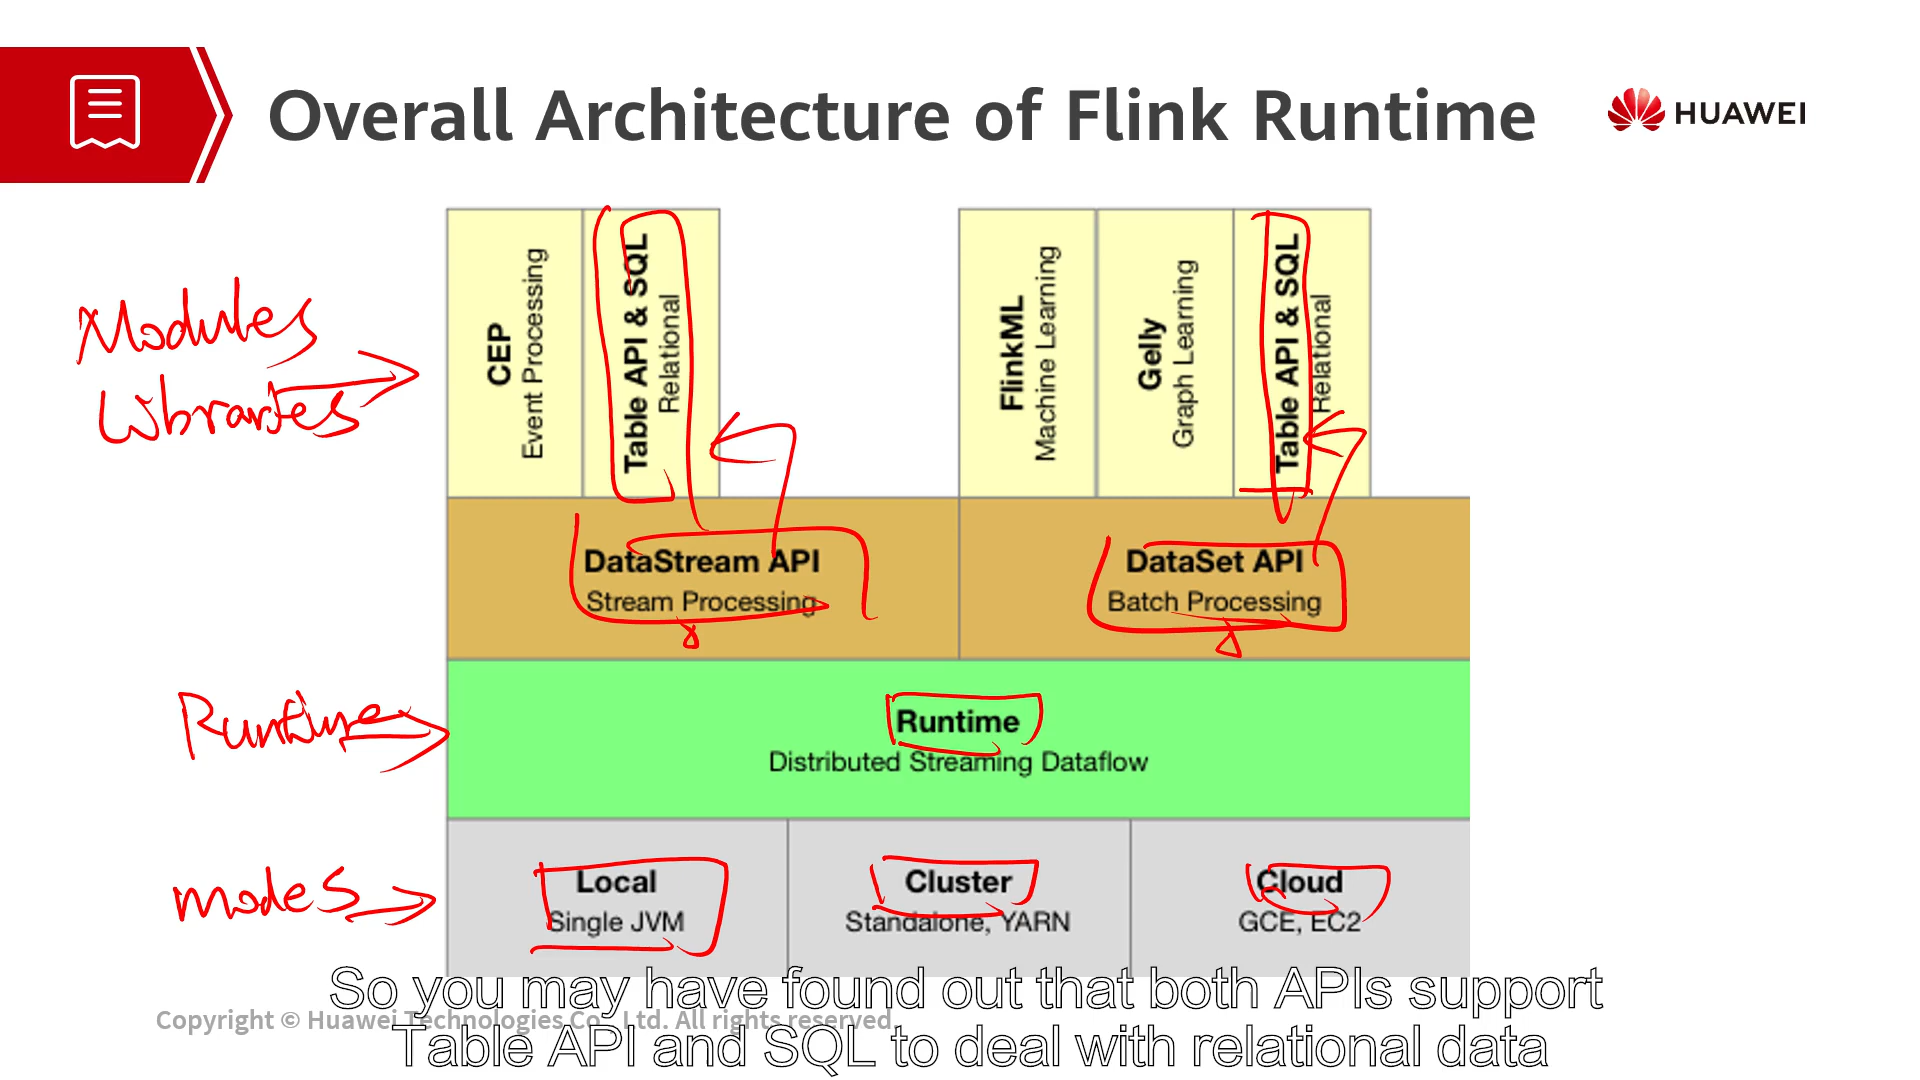 Overall Architecture of Flink Runtime
HUAWEI
CEP
Event Processing
Table API & SQL
Relational
FlinkML
Machine Learning
Gelly
Graph Learning
Table API & SQL
Relational
Modules
Libraries
DataStream API
Stream Processing
DataSet API
Batch Processing
Runtime
Runtime
Distributed Streaming Dataflow
modes
Local
Single JVM
Cluster
Standalone, YARN
Cloud
GCE, EC2
So you may have found out that both APIs support
Copyright © Huawei Technologies Co., Ltd. All rights reserved.
Table API and SQL to deal with relational data